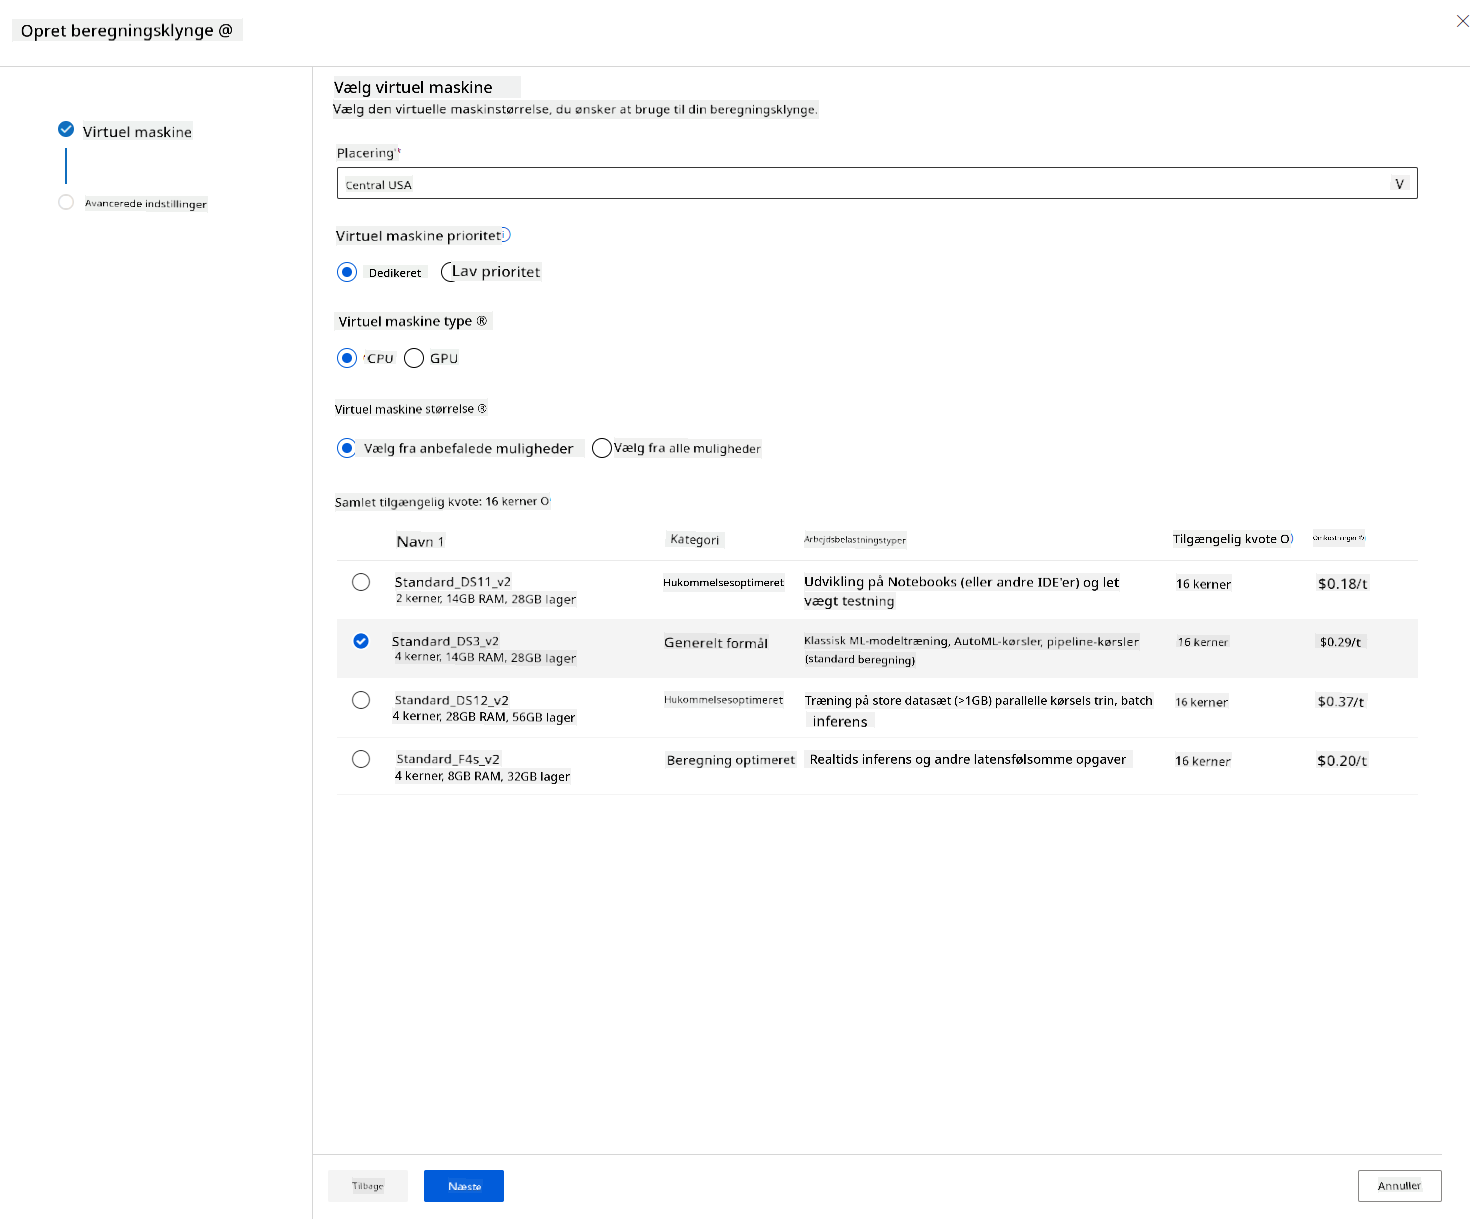 Opret beregningsklynge @
Virtuel maskine
Avancerede indstillinger
Vælg virtuel maskine
Vælg den virtuelle maskinstørrelse, du ønsker at bruge til din beregningsklynge.
Placering*
Central USA V
Virtuel maskine prioritet
Dedikeret Lav prioritet
Virtuel maskine type ®
CPU GPU
Virtuel maskine størrelse ®
Vælg fra anbefalede muligheder Vælg fra alle muligheder
Samlet tilgængelig kvote: 16 kerner O
Navn 1 Kategori Arbejdsbelastningstyper Tilgængelig kvote O
Standard_DS11_v2 Hukommelsesoptimeret Udvikling på Notebooks (eller andre IDE'er) og let 16 kerner $0.18/t
2 kerner, 14GB RAM, 28GB lager vægt testning
Standard_DS3_v2 Generelt formål Klassisk ML-modeltræning, AutoML-kørsler, pipeline-kørsler 16 kerner $0.29/t
4 kerner, 14GB RAM, 28GB lager (standard beregning)
Standard_DS12_v2 Hukommelsesoptimeret Træning på store datasæt (>1GB) parallelle kørsels trin, batch 16 kerner $0.37/t
4 kerner, 28GB RAM, 56GB lager inferens
Standard_F4s_v2 Beregning optimeret Realtids inferens og andre latensfølsomme opgaver 16 kerner $0.20/t
4 kerner, 8GB RAM, 32GB lager
Tilbage Næste Annuller